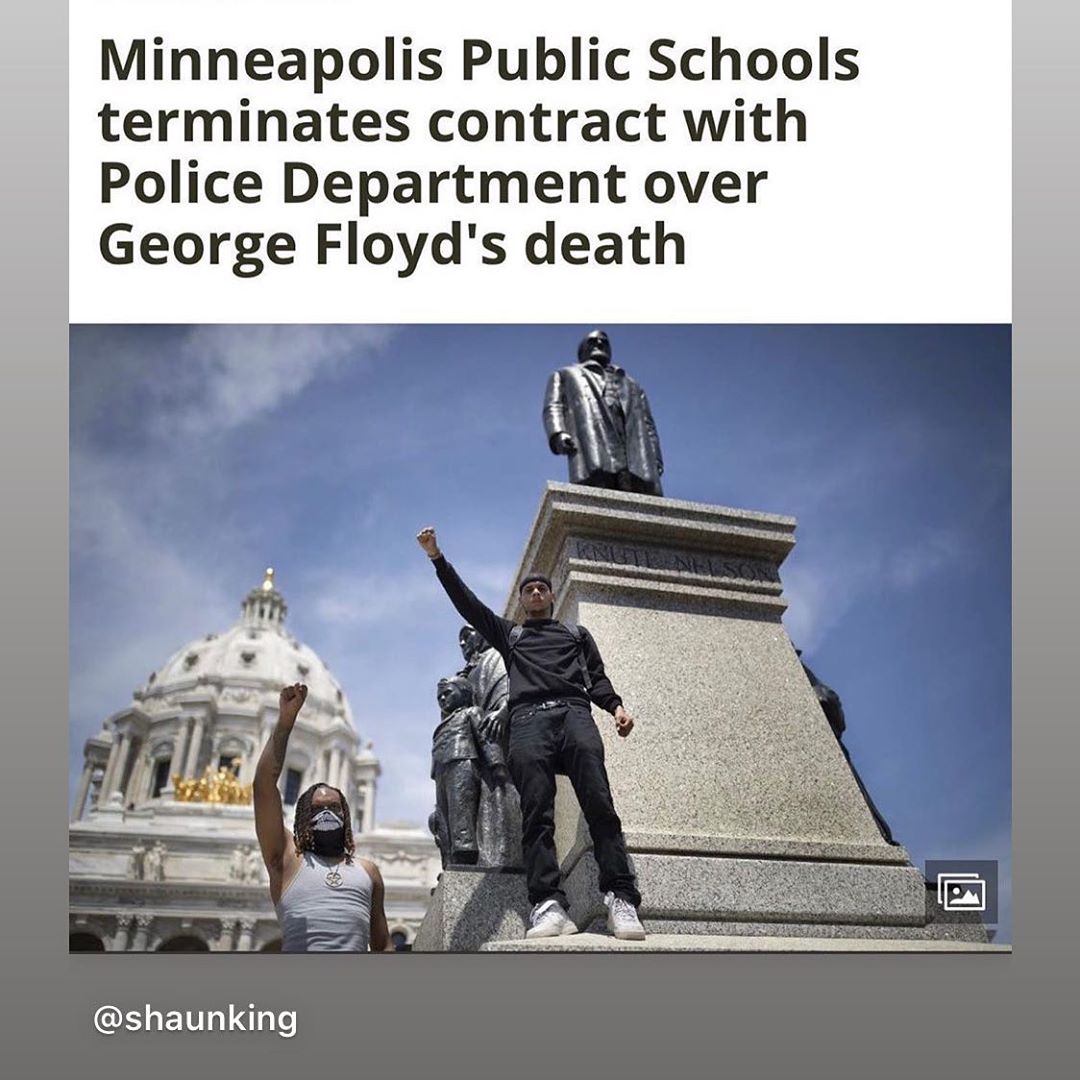 Minneapolis Public Schools
terminates contract with
Police Department over
George Floyd's death
KNUTE NELSON
@shaunking